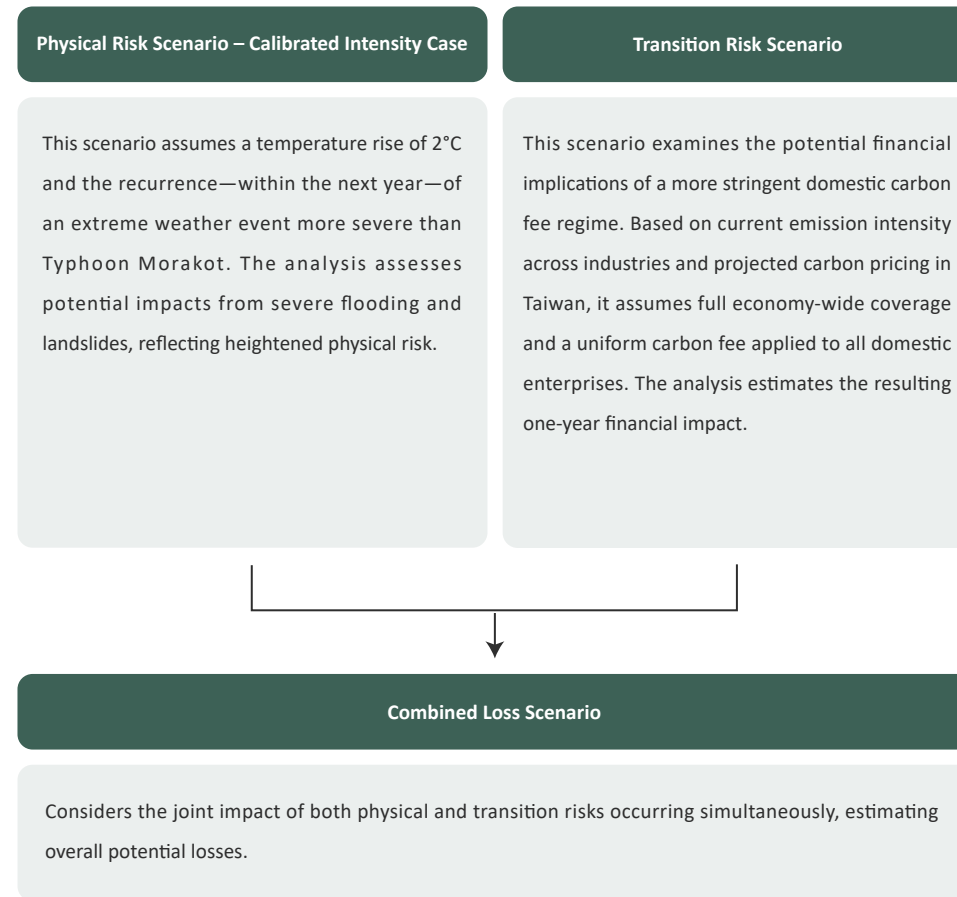 Physical Risk Scenario – Calibrated Intensity Case
This scenario assumes a temperature rise of 2°C
and the recurrence—within the next year—of
an extreme weather event more severe than
Typhoon Morakot. The analysis assesses
potential impacts from severe flooding and
landslides, reflecting heightened physical risk.
Transition Risk Scenario
This scenario examines the potential financial
implications of a more stringent domestic carbon
fee regime. Based on current emission intensity
across industries and projected carbon pricing in
Taiwan, it assumes full economy-wide coverage
and a uniform carbon fee applied to all domestic
enterprises. The analysis estimates the resulting
one-year financial impact.
Combined Loss Scenario
Considers the joint impact of both physical and transition risks occurring simultaneously, estimating
overall potential losses.